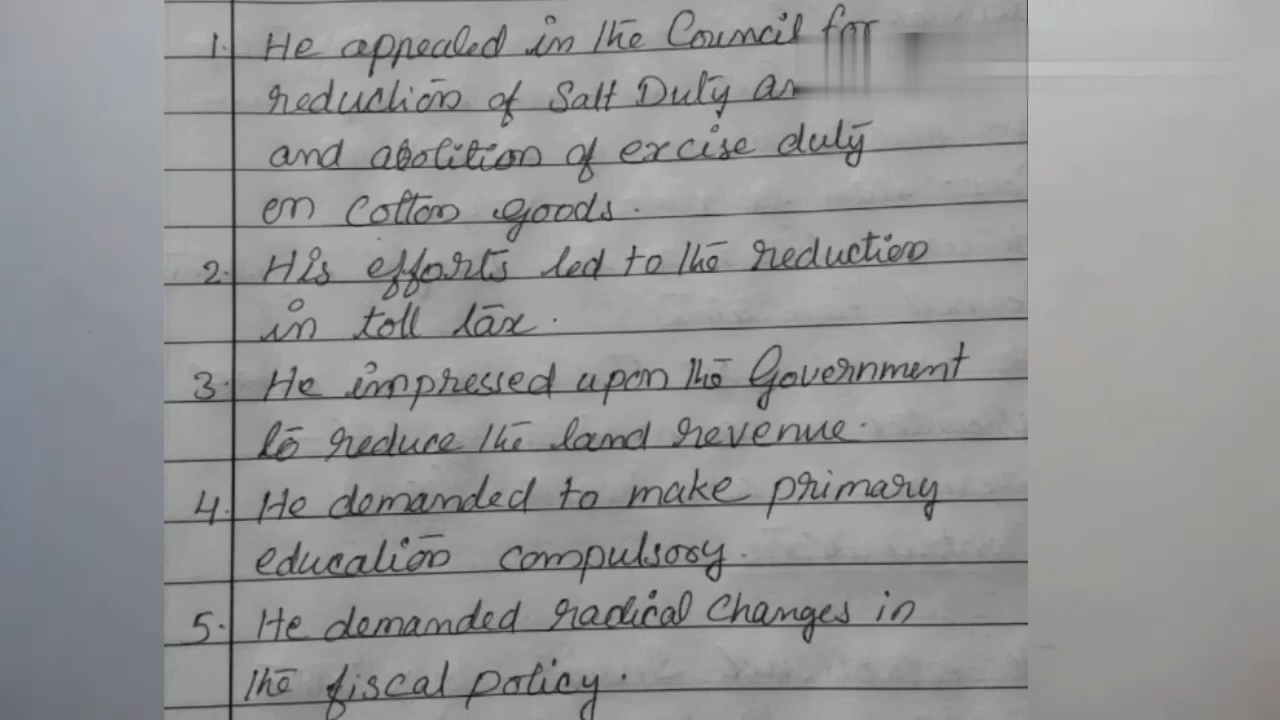 1. He appealed in the Council for
reduction of Salt Duty an
and abolition of excise duty
on Cotton goods.
2. His efforts led to the reduction
in toll tax.
3. He impressed upon the Government
to reduce the land revenue.
4. He demanded to make primary
education compulsory.
5. He demanded radical changes in
the fiscal policy.